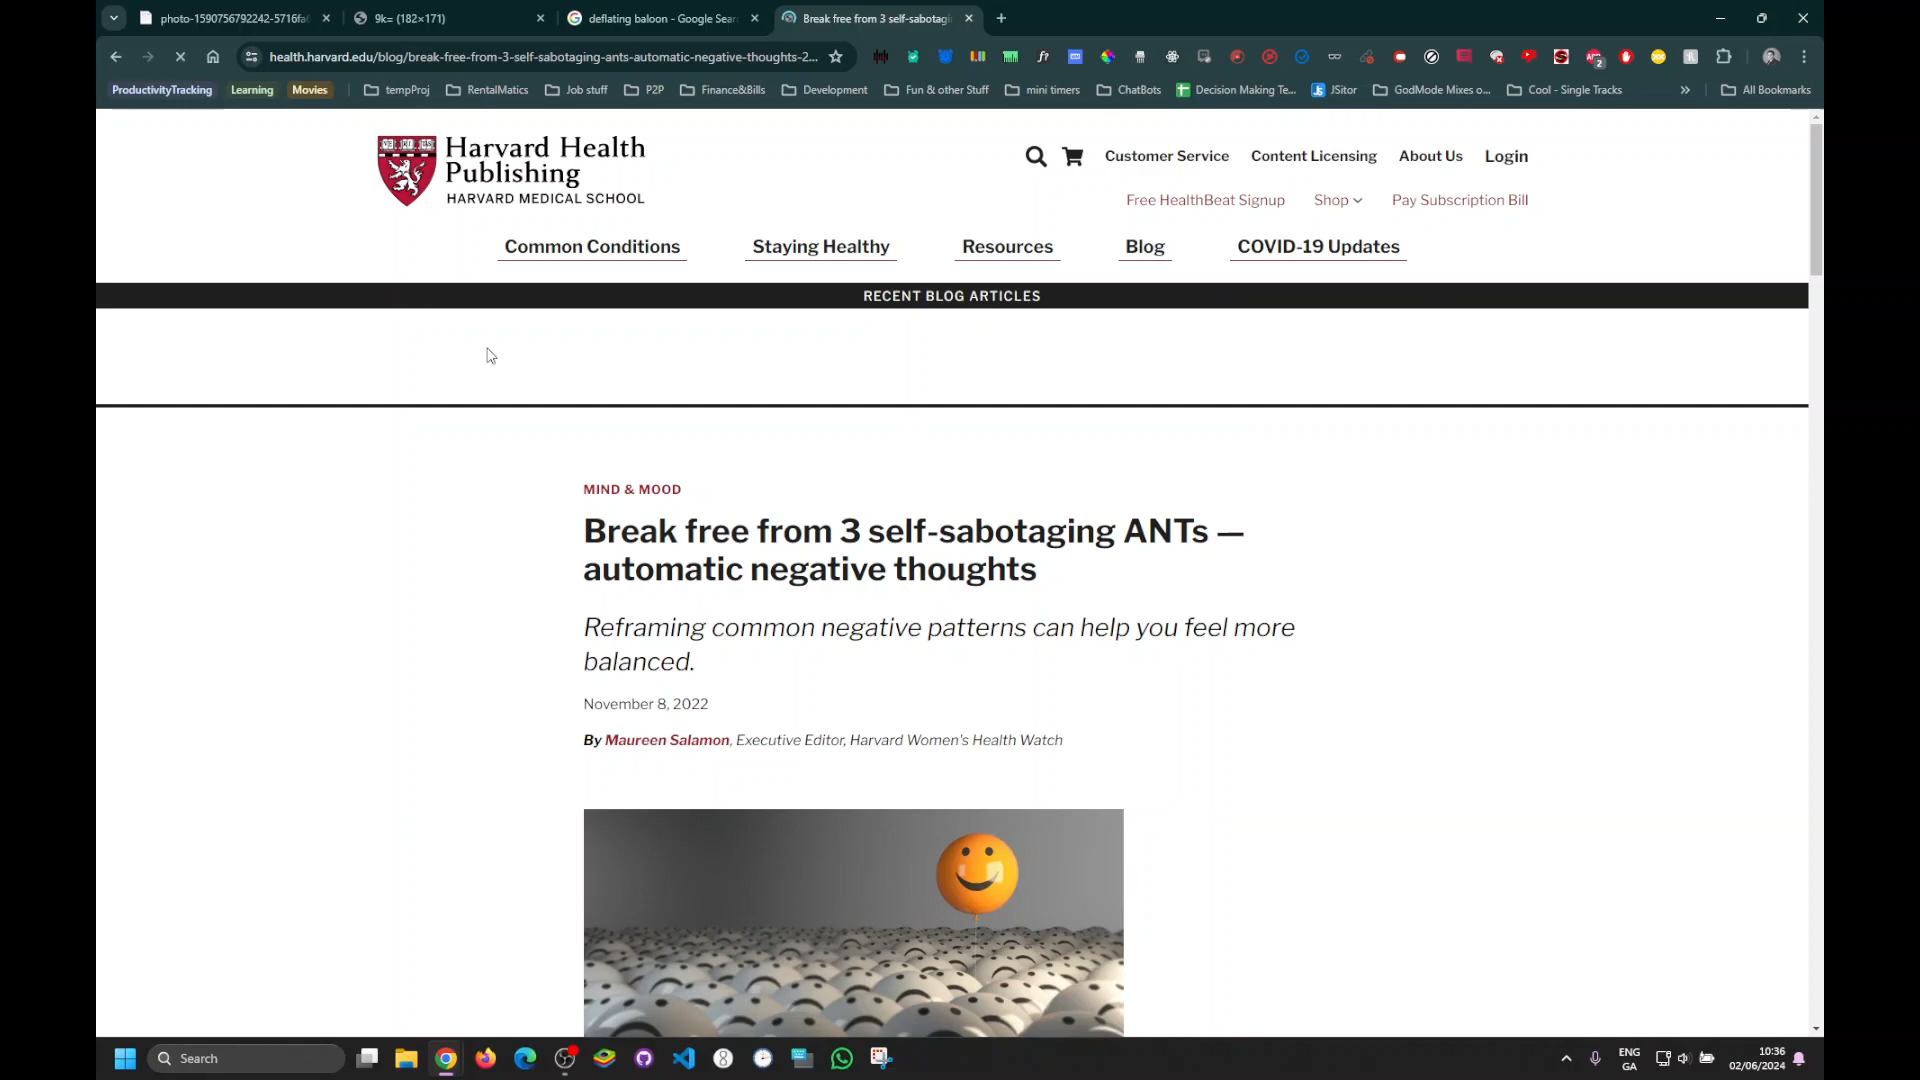 photo-1590756792242-5716fa
9k= (182×171)
deflating baloon - Google Sear
Break free from 3 self-sabotagi
health.harvard.edu/blog/break-free-from-3-self-sabotaging-ants-automatic-negative-thoughts-2...
ProductivityTracking
Learning
Movies
tempProj
RentalMatics
Job stuff
P2P
Finance&Bills
Development
Fun & other Stuff
mini timers
ChatBots
Decision Making Te...
JSitor
GodMode Mixes o...
Cool - Single Tracks
All Bookmarks
Harvard Health
Publishing
HARVARD MEDICAL SCHOOL
Customer Service
Content Licensing
About Us
Login
Free HealthBeat Signup
Shop
Pay Subscription Bill
Common Conditions
Staying Healthy
Resources
Blog
COVID-19 Updates
RECENT BLOG ARTICLES
MIND & MOOD
Break free from 3 self-sabotaging ANTs —
automatic negative thoughts
Reframing common negative patterns can help you feel more
balanced.
November 8, 2022
By Maureen Salamon, Executive Editor, Harvard Women's Health Watch
Search
ENG
GA
10:36
02/06/2024